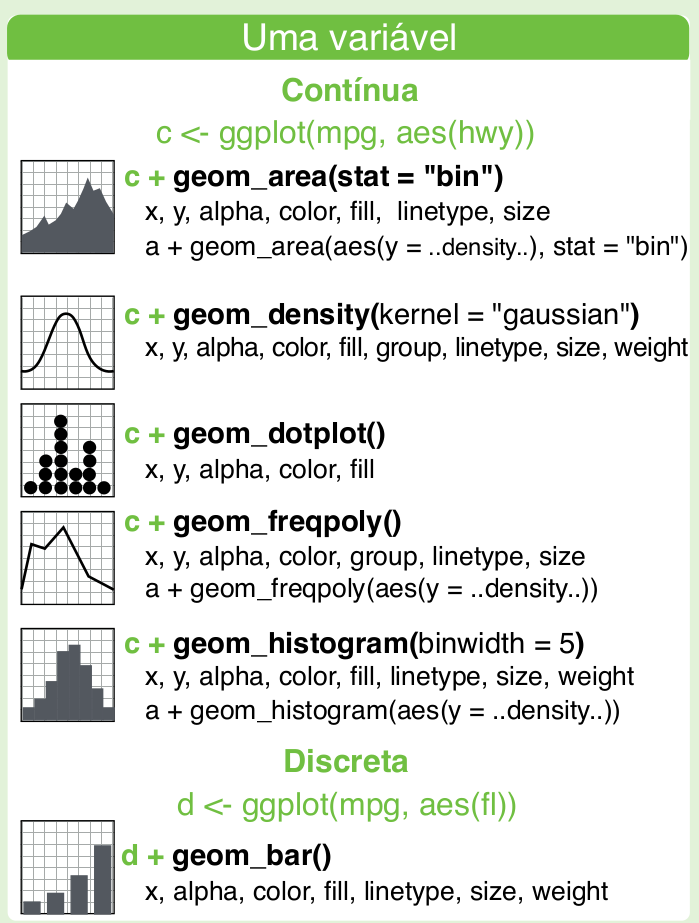 Uma variável
Contínua
c <- ggplot(mpg, aes(hwy))
c + geom_area(stat = "bin")
x, y, alpha, color, fill, linetype, size
a + geom_area(aes(y = ..density..), stat = "bin")
c + geom_density(kernel = "gaussian")
x, y, alpha, color, fill, group, linetype, size, weight
c + geom_dotplot()
x, y, alpha, color, fill
c + geom_freqpoly()
x, y, alpha, color, group, linetype, size
a + geom_freqpoly(aes(y = ..density..))
c + geom_histogram(binwidth = 5)
x, y, alpha, color, fill, linetype, size, weight
a + geom_histogram(aes(y = ..density..))
Discreta
d <- ggplot(mpg, aes(fl))
d + geom_bar()
x, alpha, color, fill, linetype, size, weight